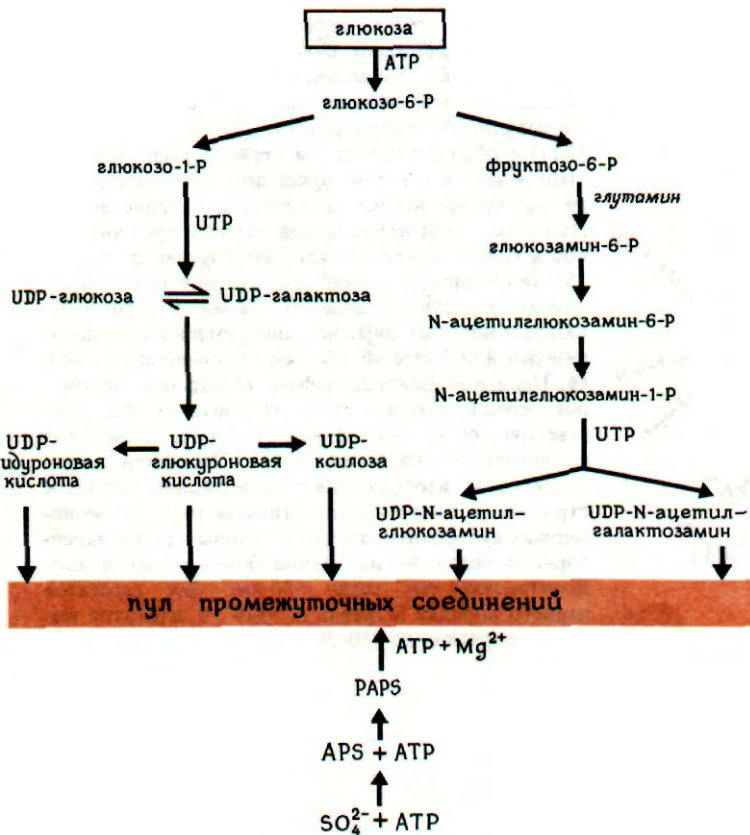 глюкоза
ATP
глюкозо-6-P
глюкозо-1-P
фруктозо-6-P
глутамин
UTP
глюкозамин-6-P
UDP-глюкоза
UDP-галактоза
N-ацетилглюкозамин-6-P
N-ацетилглюкозамин-1-P
UTP
UDP-
идуроновая
кислота
UDP-
глюкуроновая
кислота
UDP-
ксилоза
UDP-N-ацетил-
глюкозамин
UDP-N-ацетил-
галактозамин
пул промежуточных соединений
ATP + Mg²⁺
PAPS
APS + ATP
SO₄²⁻ + ATP